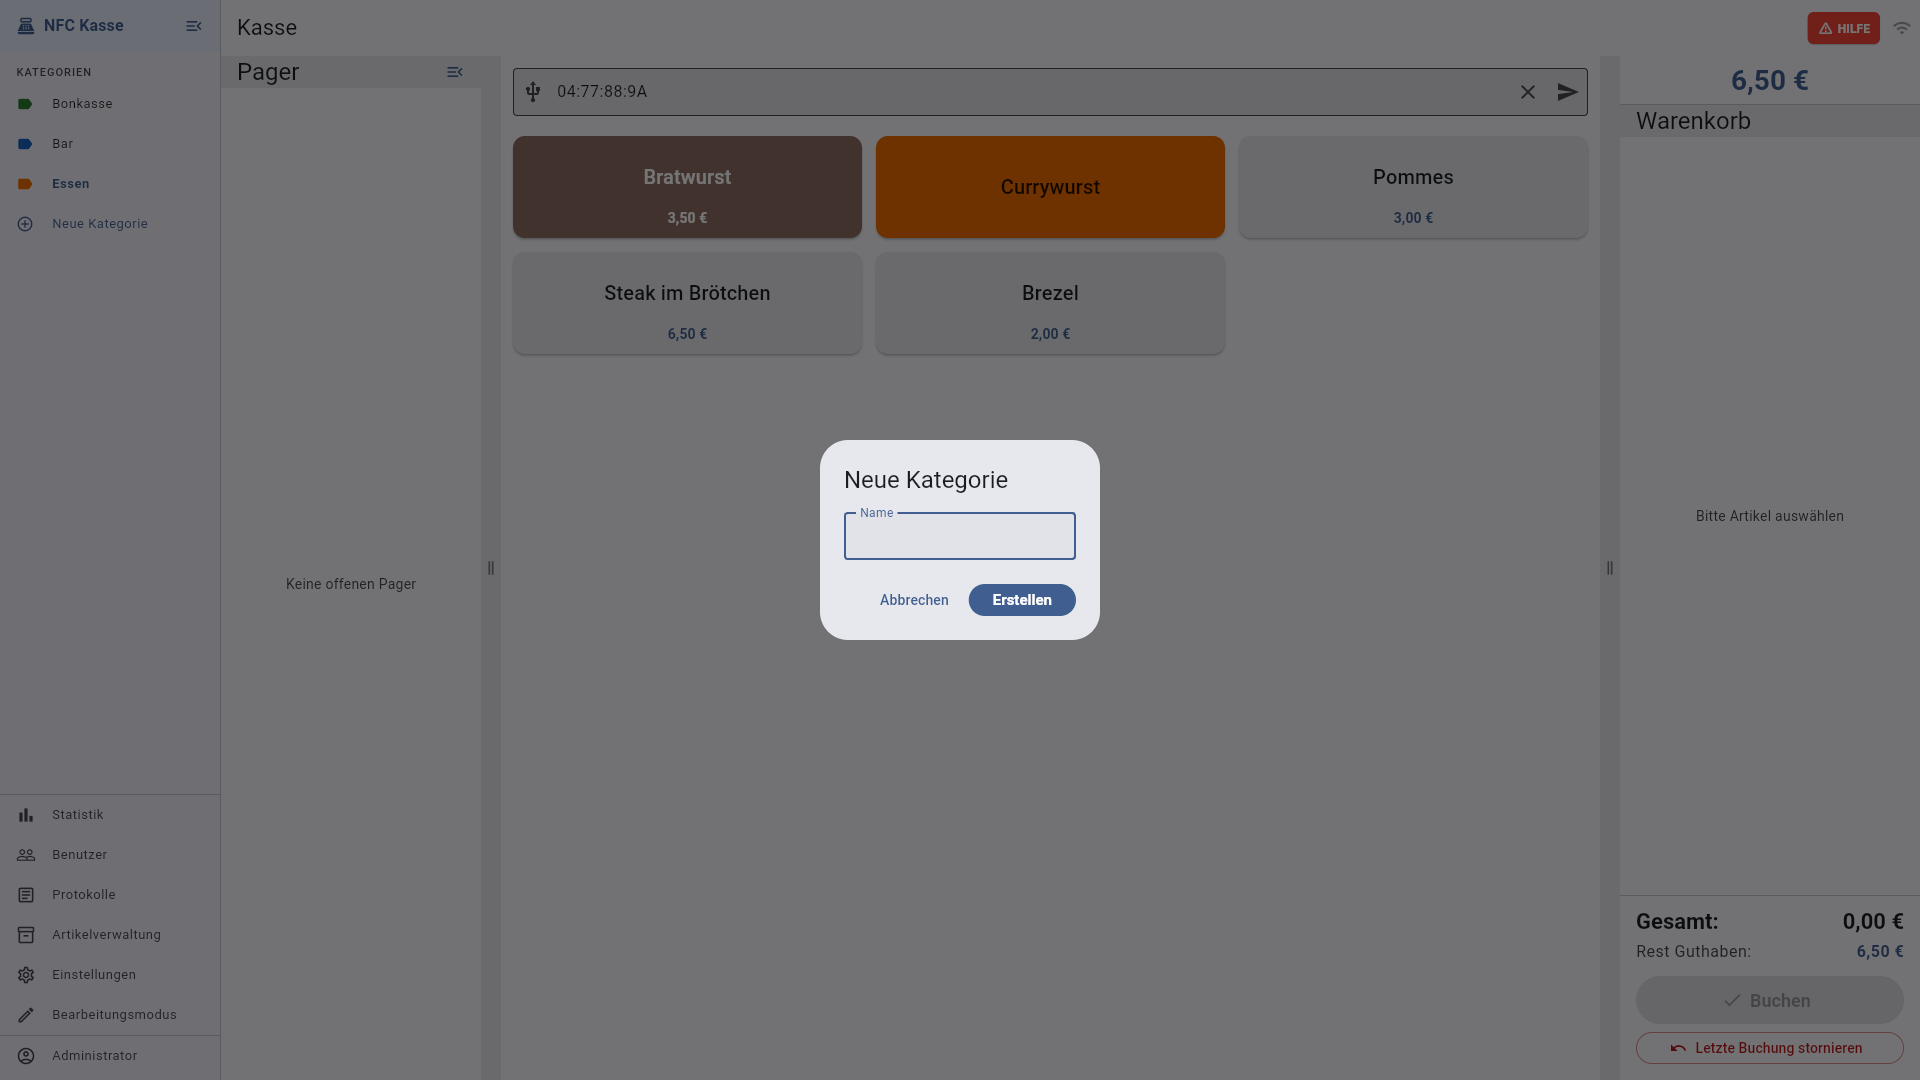 NFC Kasse
KATEGORIEN
Bonkasse
Bar
Essen
Neue Kategorie
Statistik
Benutzer
Protokolle
Artikelverwaltung
Einstellungen
Bearbeitungsmodus
Administrator
Kasse
HILFE
Pager
Keine offenen Pager
04:77:88:9A
Bratwurst
3,50 €
Currywurst
Pommes
3,00 €
Steak im Brötchen
6,50 €
Brezel
2,00 €
Neue Kategorie
Name
Abbrechen
Erstellen
6,50 €
Warenkorb
Bitte Artikel auswählen
Gesamt: 0,00 €
Rest Guthaben: 6,50 €
Buchen
Letzte Buchung stornieren